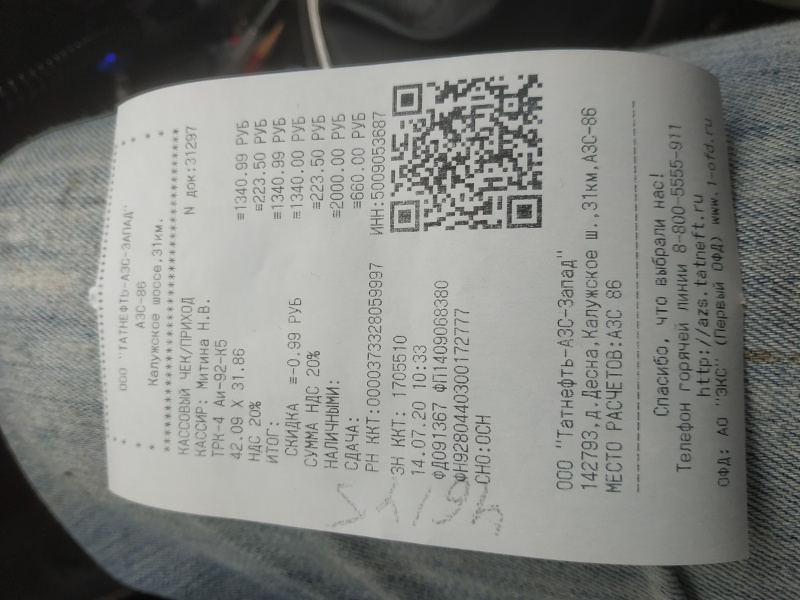 ООО "ТАТНЕФТЬ-АЗС-ЗАПАД"
АЗС-86
Калужское шоссе,31км.
КАССОВЫЙ ЧЕК/ПРИХОД N док:31297
КАССИР: Митина Н.В.
ТРК-4 Аи-92-К5
42.09 X 31.86 ≡1340.99 РУБ
НДС 20% ≡223.50 РУБ
ИТОГ: ≡1340.99 РУБ
СКИДКА ≡-0.99 РУБ ≡1340.00 РУБ
СУММА НДС 20% ≡223.50 РУБ
НАЛИЧНЫМИ: ≡2000.00 РУБ
СДАЧА: ≡660.00 РУБ
РН ККТ:0000373328059997 ИНН:5009053687
ЗН ККТ: 1705510
14.07.20 10:33
ФД091367 ФП1409068380
ФН9280440300172777
СНО:ОСН
ООО "Татнефть-АЗС-Запад"
142793,д.Десна,Калужское ш.,31км,АЗС-86
МЕСТО РАСЧЕТОВ:АЗС 86
Спасибо, что выбрали нас!
Телефон горячей линии 8-800-5555-911
http://azs.tatneft.ru
ОФД: АО "ЭКС" (Первый ОФД) www.1-ofd.ru